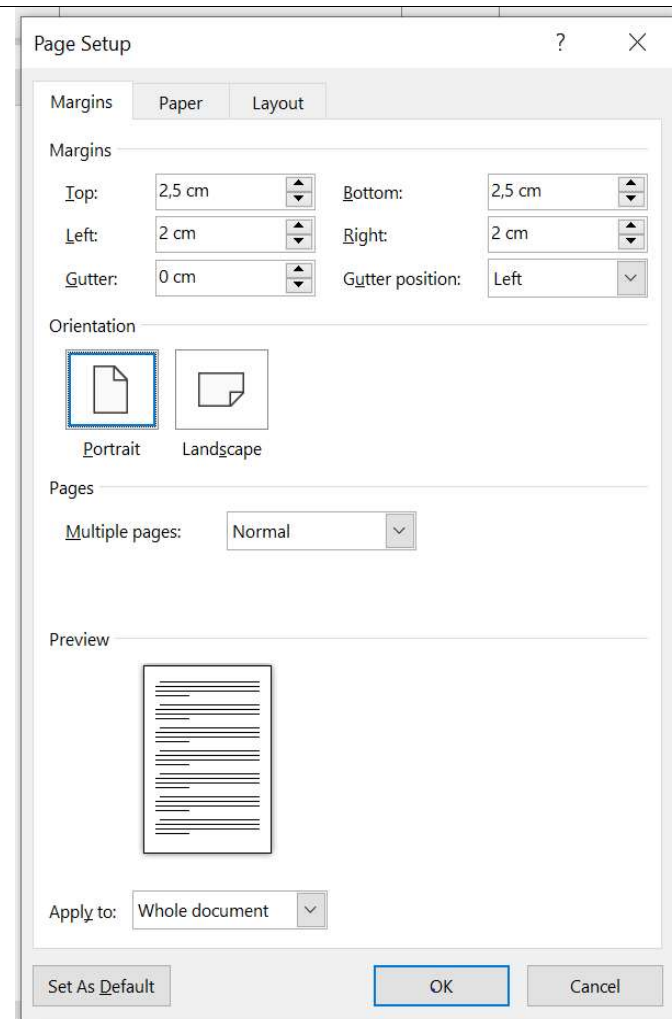 Page Setup ?
Margins Paper Layout
Margins
Top: 2,5 cm Bottom: 2,5 cm
Left: 2 cm Right: 2 cm
Gutter: 0 cm Gutter position: Left
Orientation
Portrait Landscape
Pages
Multiple pages: Normal
Preview
Apply to: Whole document
Set As Default OK Cancel